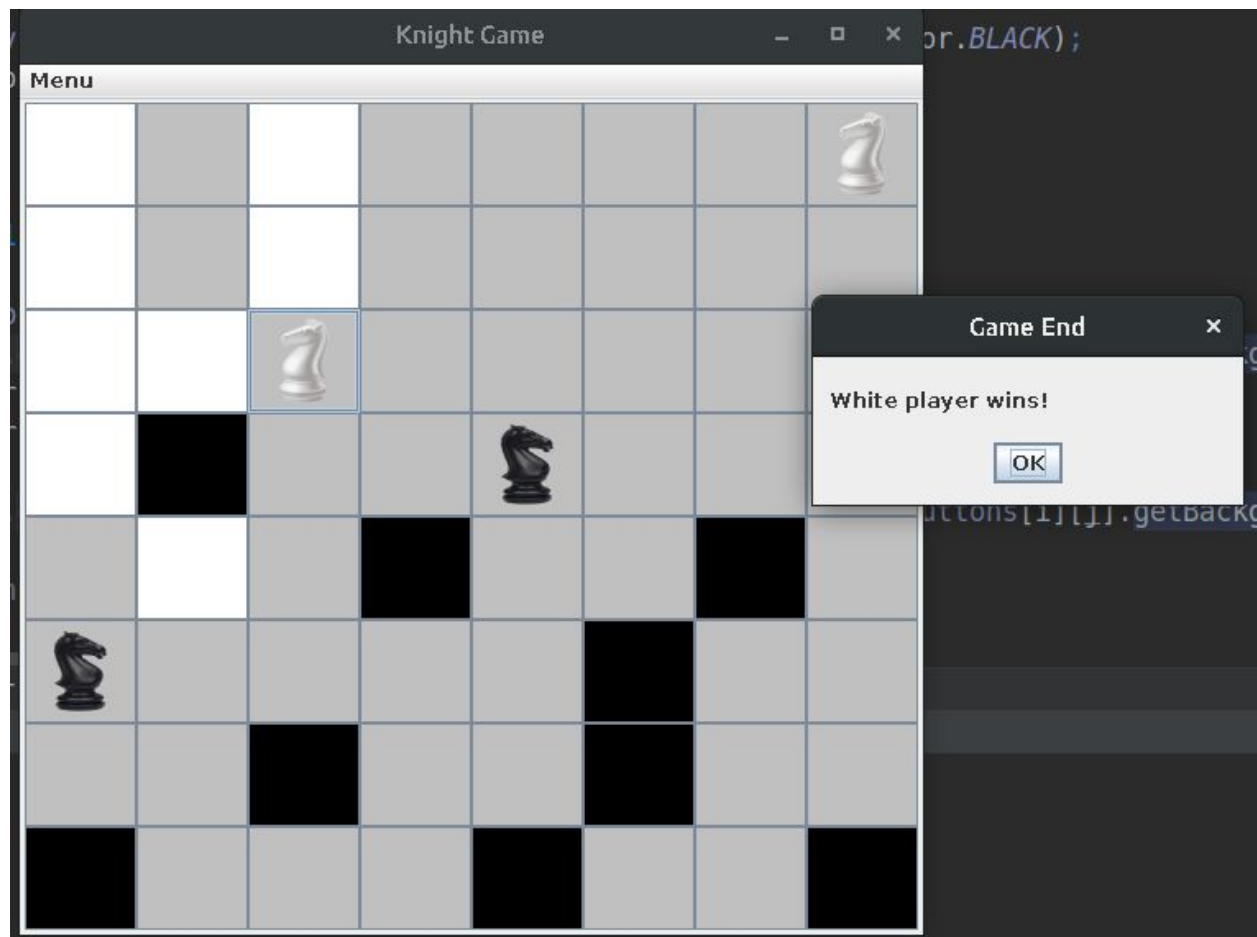 Knight Game
or.BLACK);
Menu
Game End
White player wins!
OK
uttons[i][j].getBackg